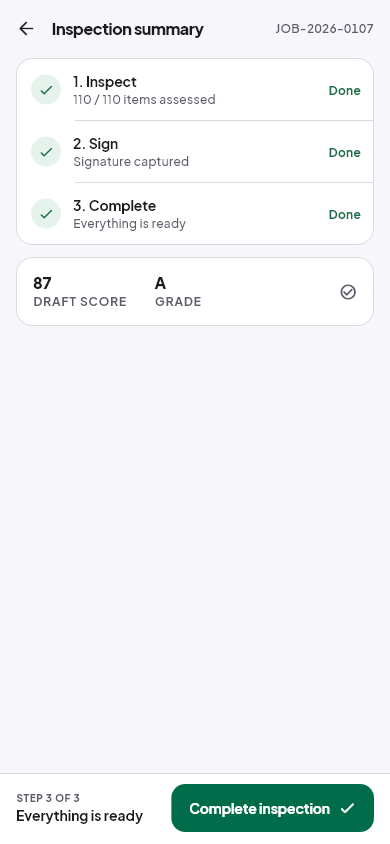 Inspection summary
JOB-2026-0107
1. Inspect
110 / 110 items assessed
Done
2. Sign
Signature captured
Done
3. Complete
Everything is ready
Done
87
DRAFT SCORE
A
GRADE
STEP 3 OF 3
Everything is ready
Complete inspection